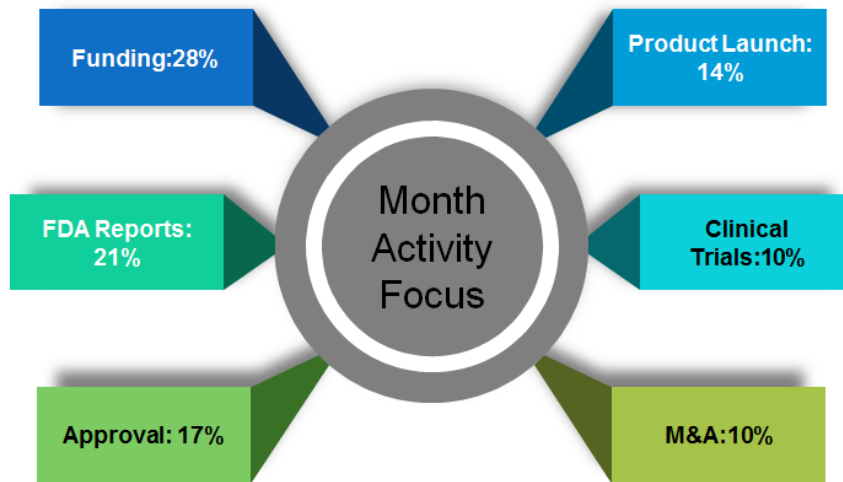 Funding:28%
Product Launch:
14%
FDA Reports:
21%
Month
Activity
Focus
Clinical
Trials:10%
Approval: 17%
M&A:10%